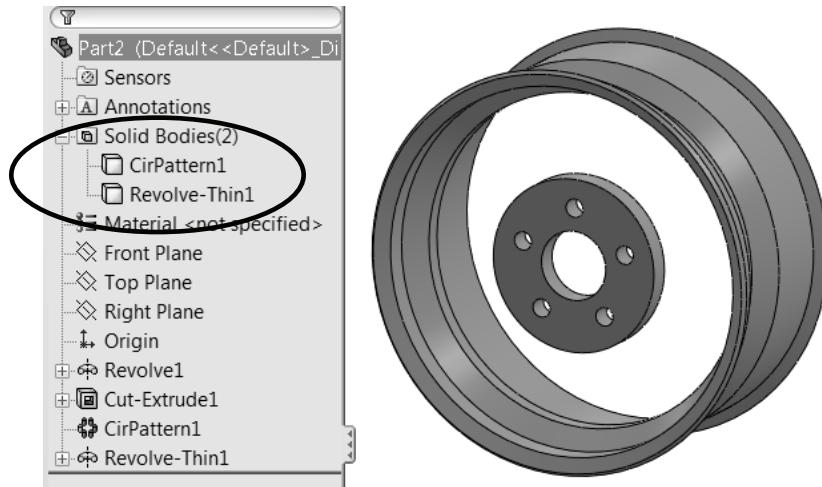 Part2 (Default<<Default>_Di
Sensors
Annotations
Solid Bodies(2)
CirPattern1
Revolve-Thin1
Material <not specified>
Front Plane
Top Plane
Right Plane
Origin
Revolve1
Cut-Extrude1
CirPattern1
Revolve-Thin1